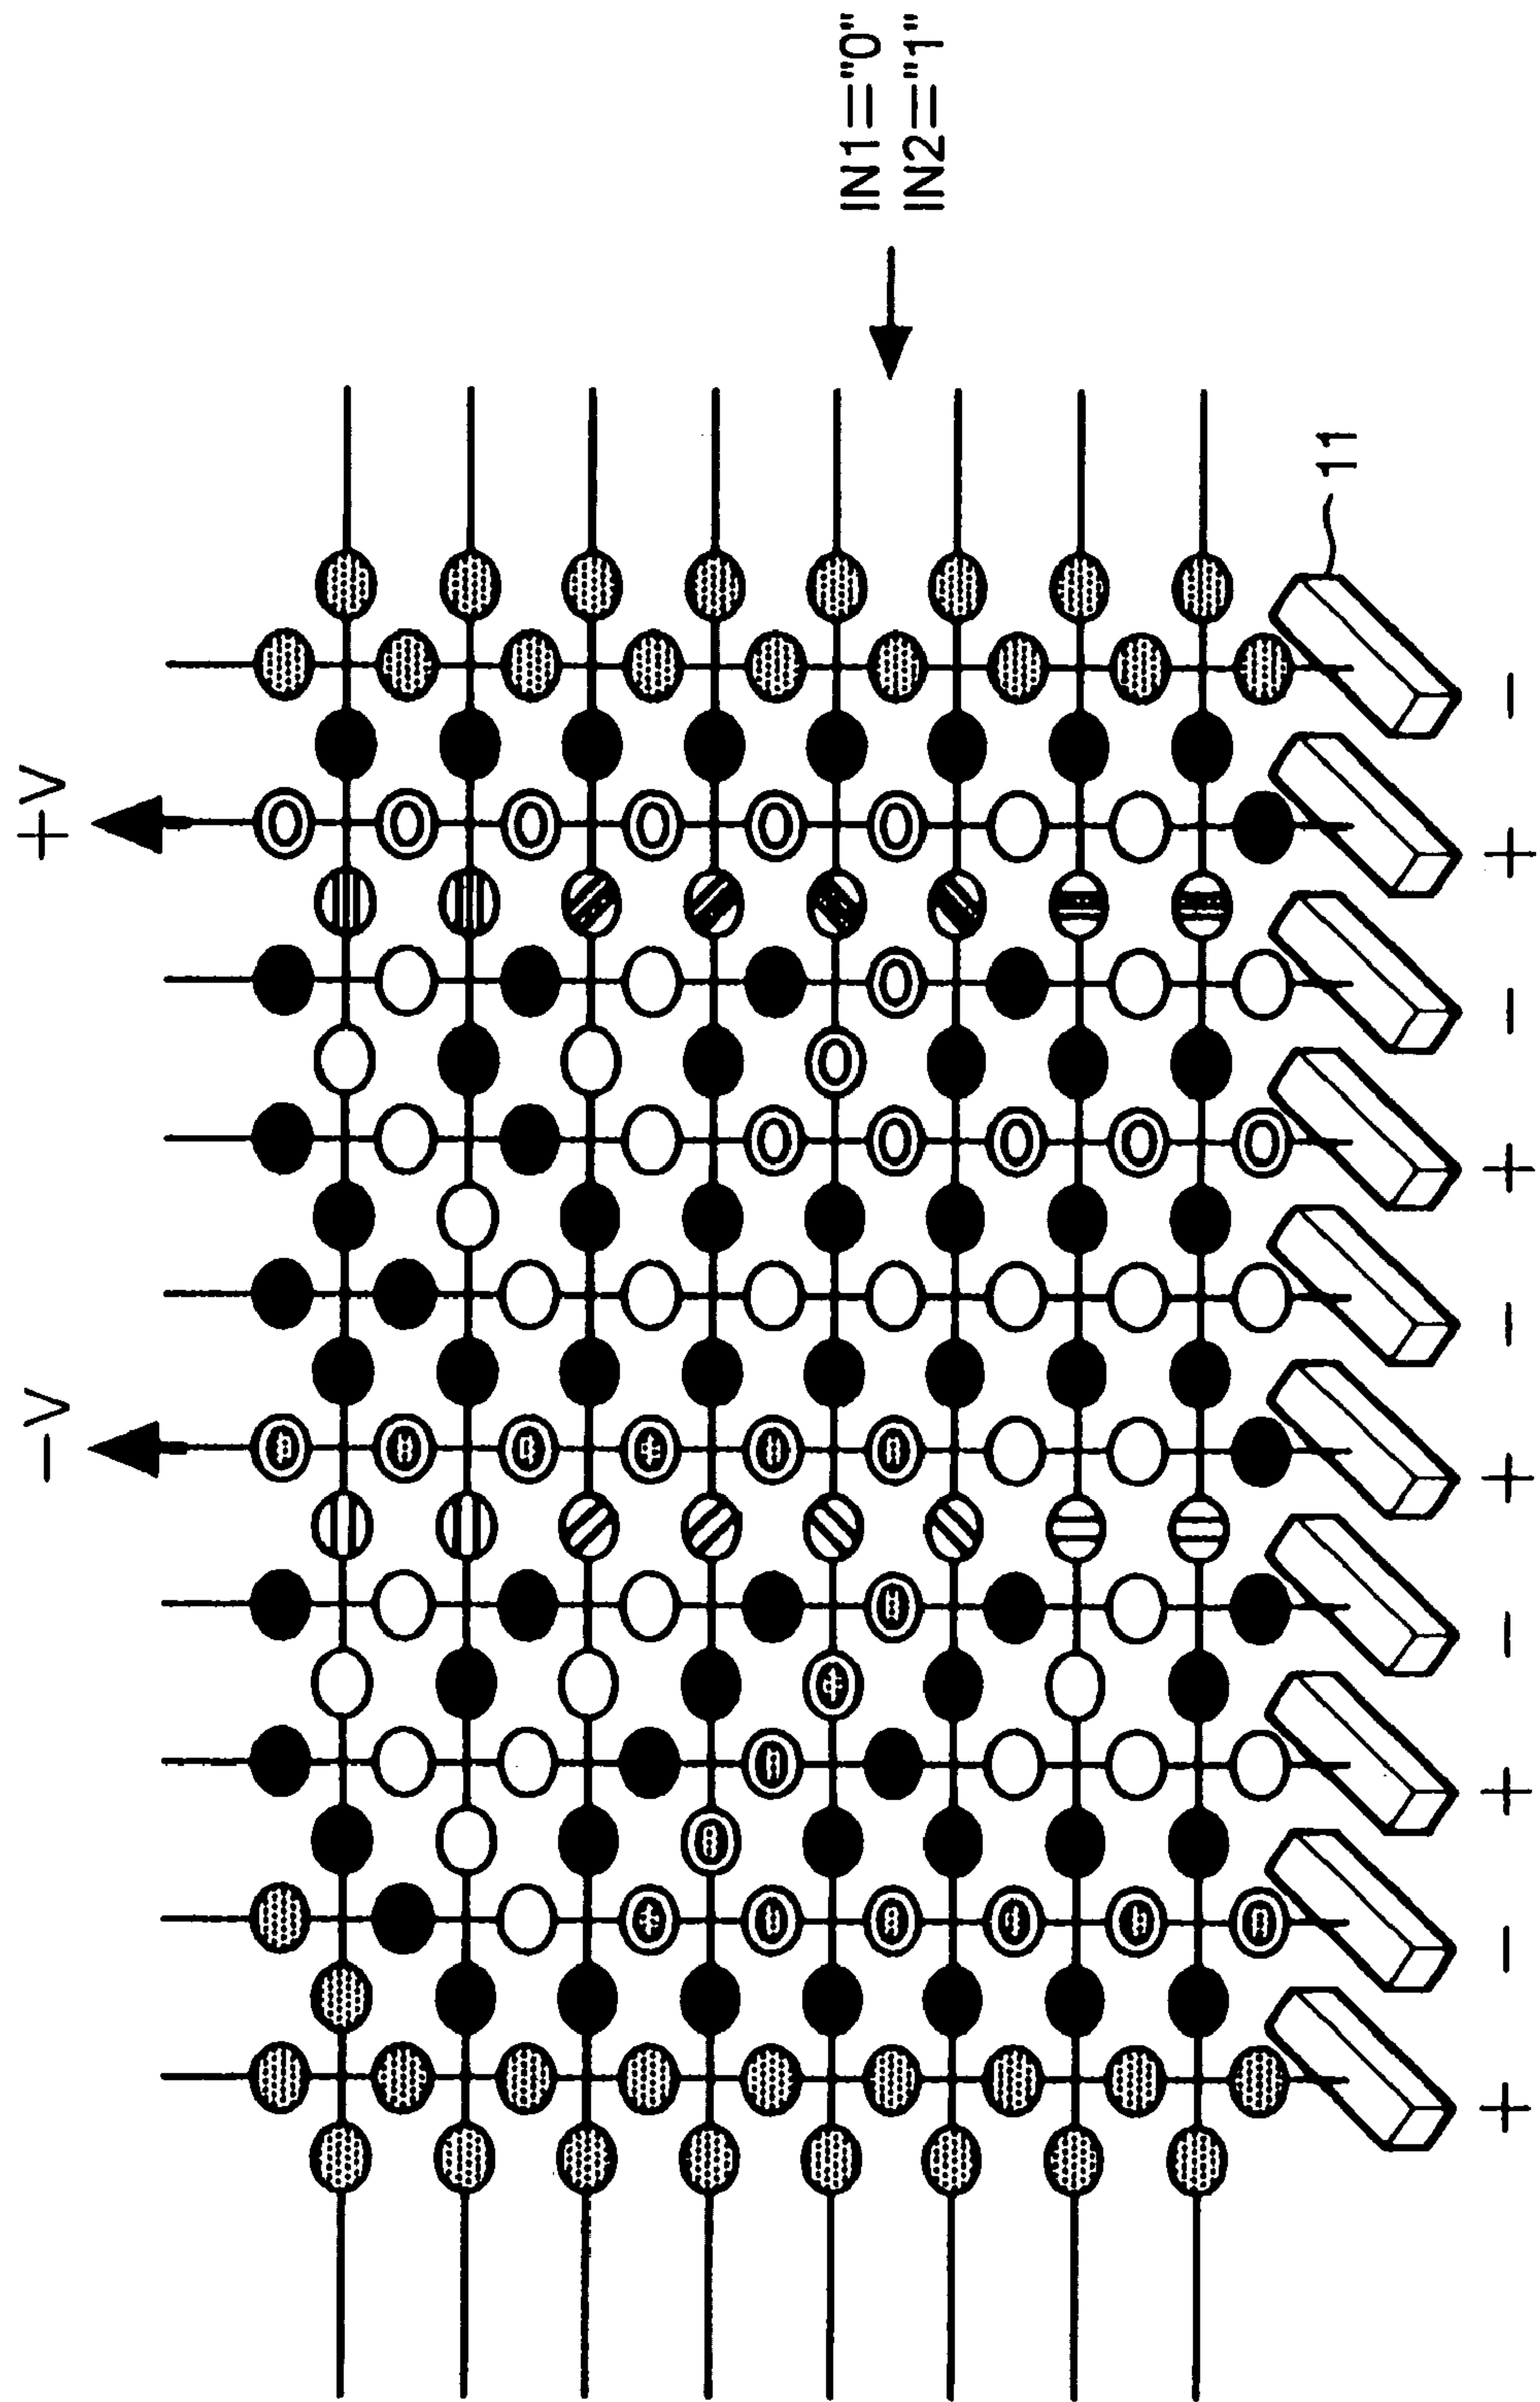 −V
+V
IN1="0"
IN2="1"
11
+
−
+
−
+
−
+
−
+
−